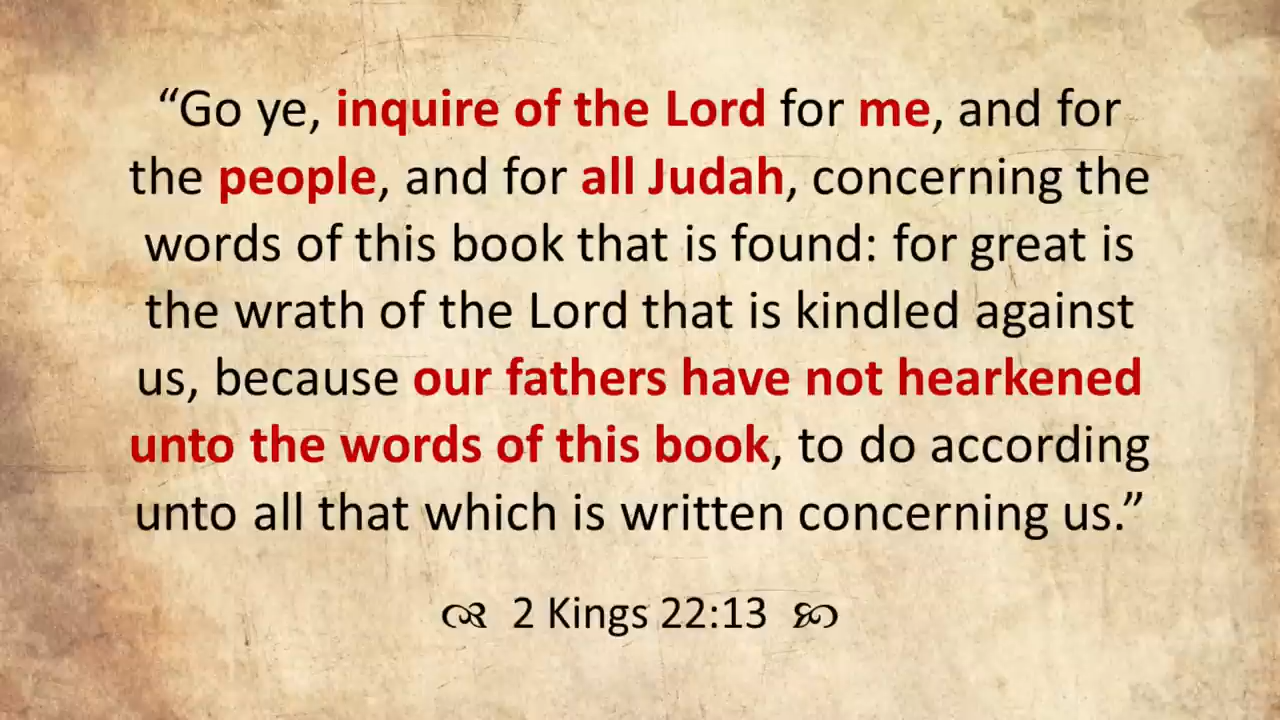 “Go ye, inquire of the Lord for me, and for
the people, and for all Judah, concerning the
words of this book that is found: for great is
the wrath of the Lord that is kindled against
us, because our fathers have not hearkened
unto the words of this book, to do according
unto all that which is written concerning us.”
2 Kings 22:13